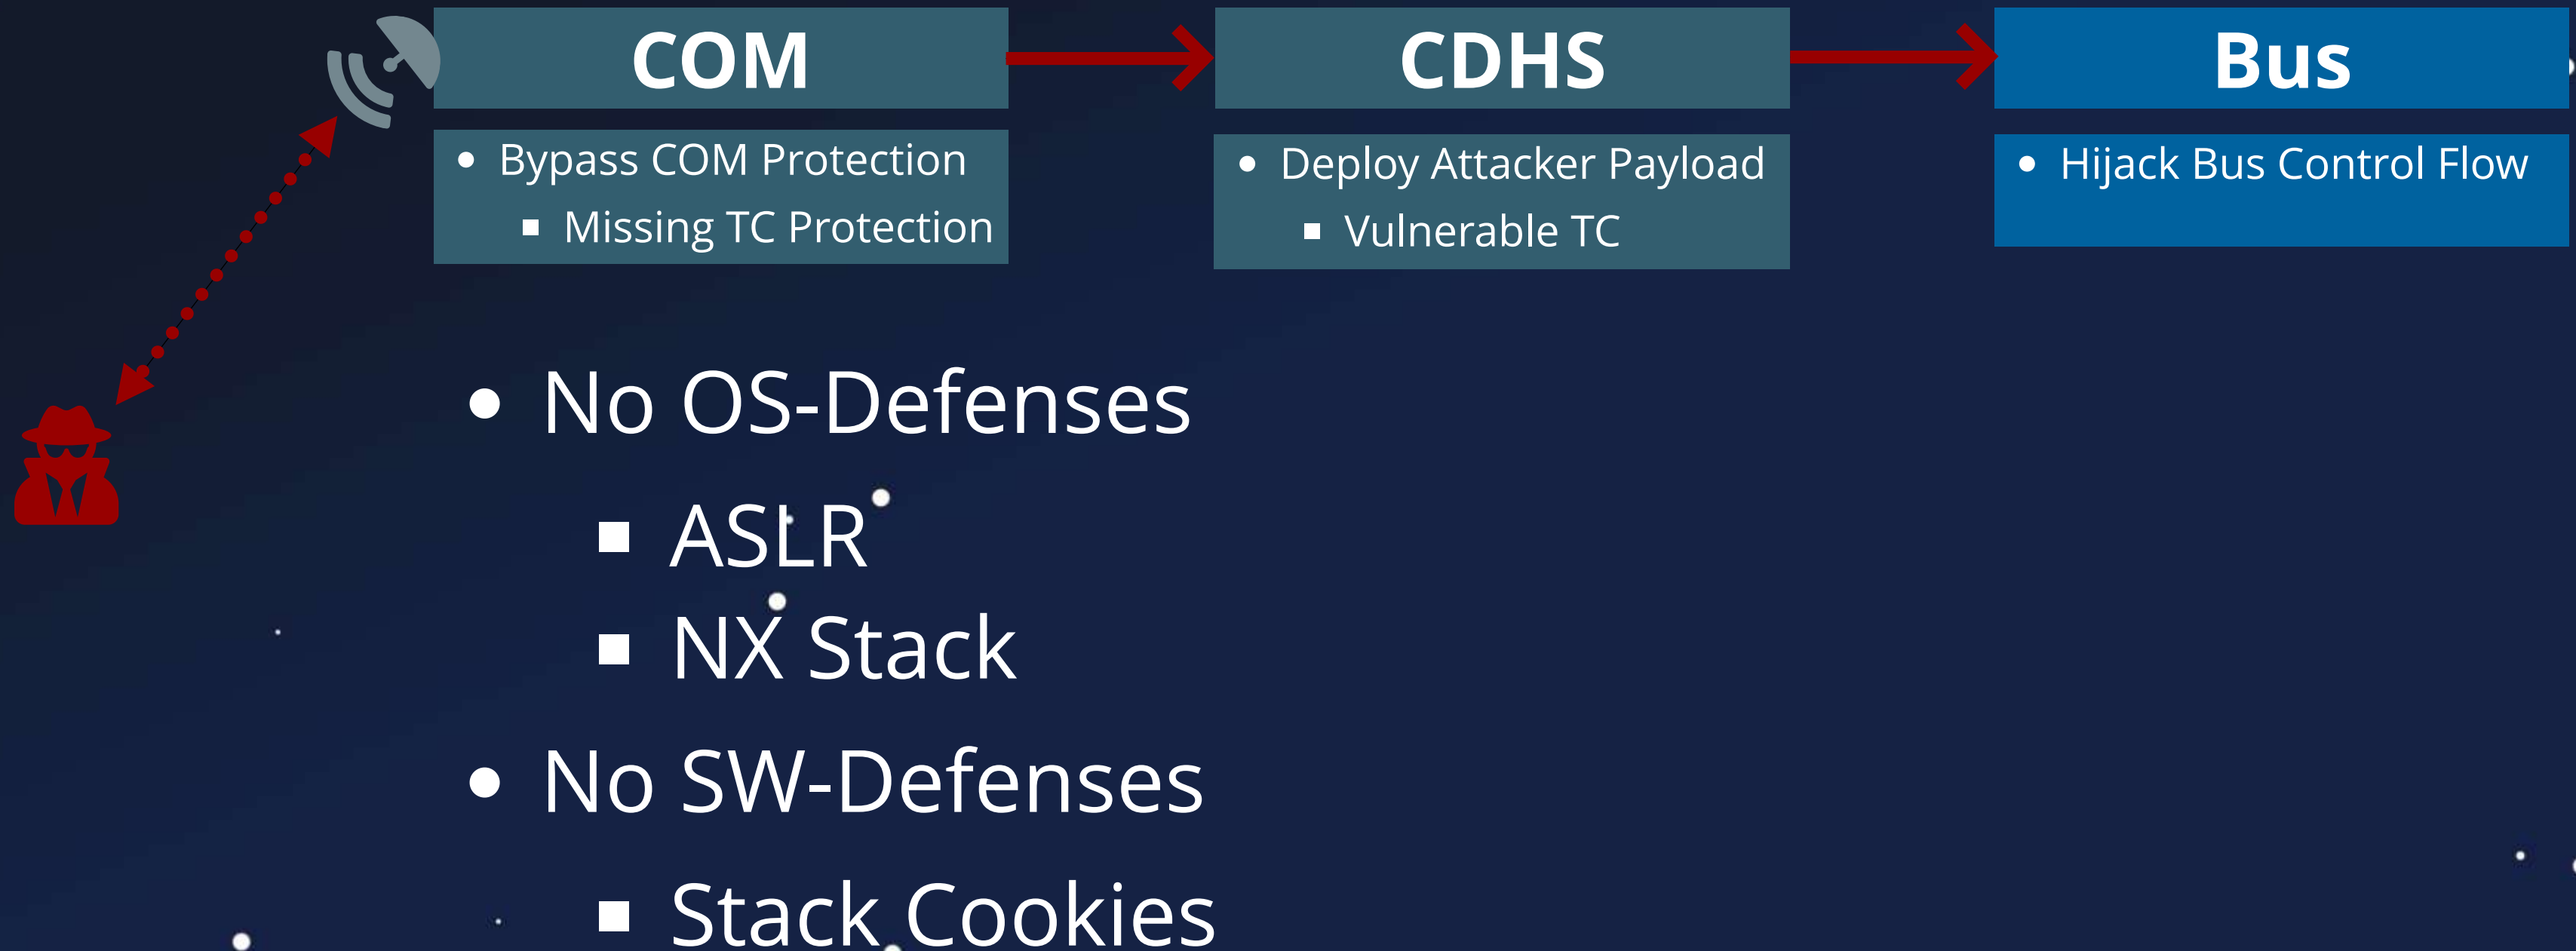 COM
CDHS
Bus
• Bypass COM Protection
▪ Missing TC Protection
• Deploy Attacker Payload
▪ Vulnerable TC
• Hijack Bus Control Flow
• No OS-Defenses
▪ ASLR
▪ NX Stack
• No SW-Defenses
▪ Stack Cookies